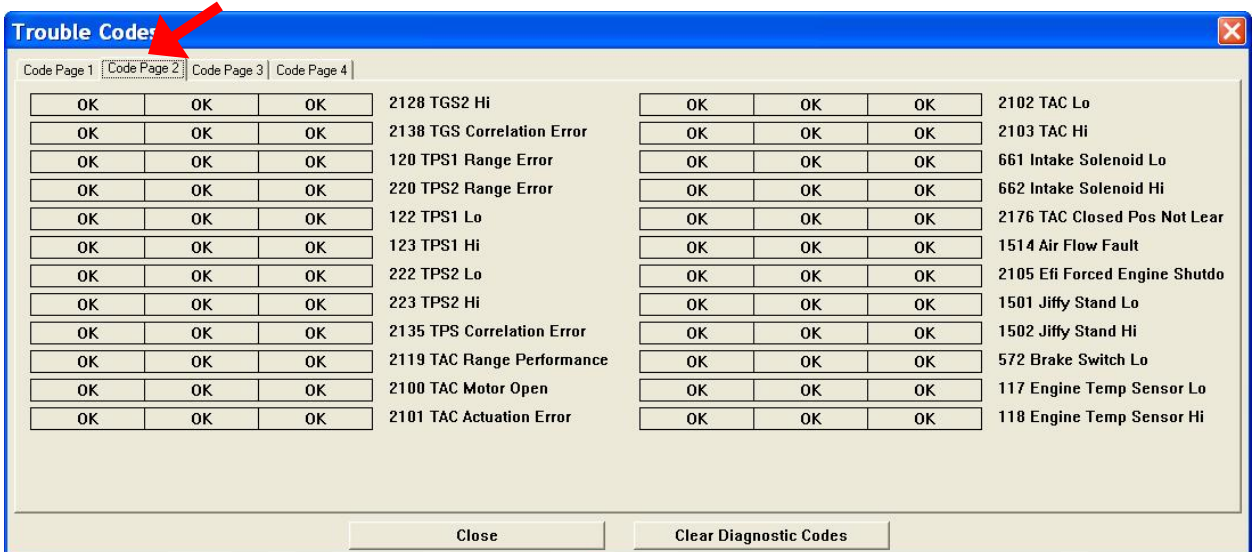 Trouble Codes
Code Page 1 Code Page 2 Code Page 3 Code Page 4
OK OK OK 2128 TGS2 Hi OK OK OK 2102 TAC Lo
OK OK OK 2138 TGS Correlation Error OK OK OK 2103 TAC Hi
OK OK OK 120 TPS1 Range Error OK OK OK 661 Intake Solenoid Lo
OK OK OK 220 TPS2 Range Error OK OK OK 662 Intake Solenoid Hi
OK OK OK 122 TPS1 Lo OK OK OK 2176 TAC Closed Pos Not Lear
OK OK OK 123 TPS1 Hi OK OK OK 1514 Air Flow Fault
OK OK OK 222 TPS2 Lo OK OK OK 2105 Efi Forced Engine Shutdo
OK OK OK 223 TPS2 Hi OK OK OK 1501 Jiffy Stand Lo
OK OK OK 2135 TPS Correlation Error OK OK OK 1502 Jiffy Stand Hi
OK OK OK 2119 TAC Range Performance OK OK OK 572 Brake Switch Lo
OK OK OK 2100 TAC Motor Open OK OK OK 117 Engine Temp Sensor Lo
OK OK OK 2101 TAC Actuation Error OK OK OK 118 Engine Temp Sensor Hi
Close Clear Diagnostic Codes